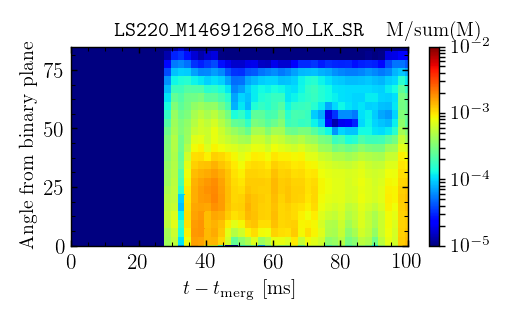 LS220_M14691268_M0_LK_SR M/sum(M)
10⁻²
75
Angle from binary plane
10⁻³
50
25
10⁻⁴
0
10⁻⁵
0 20 40 60 80 100
t − t_merg [ms]